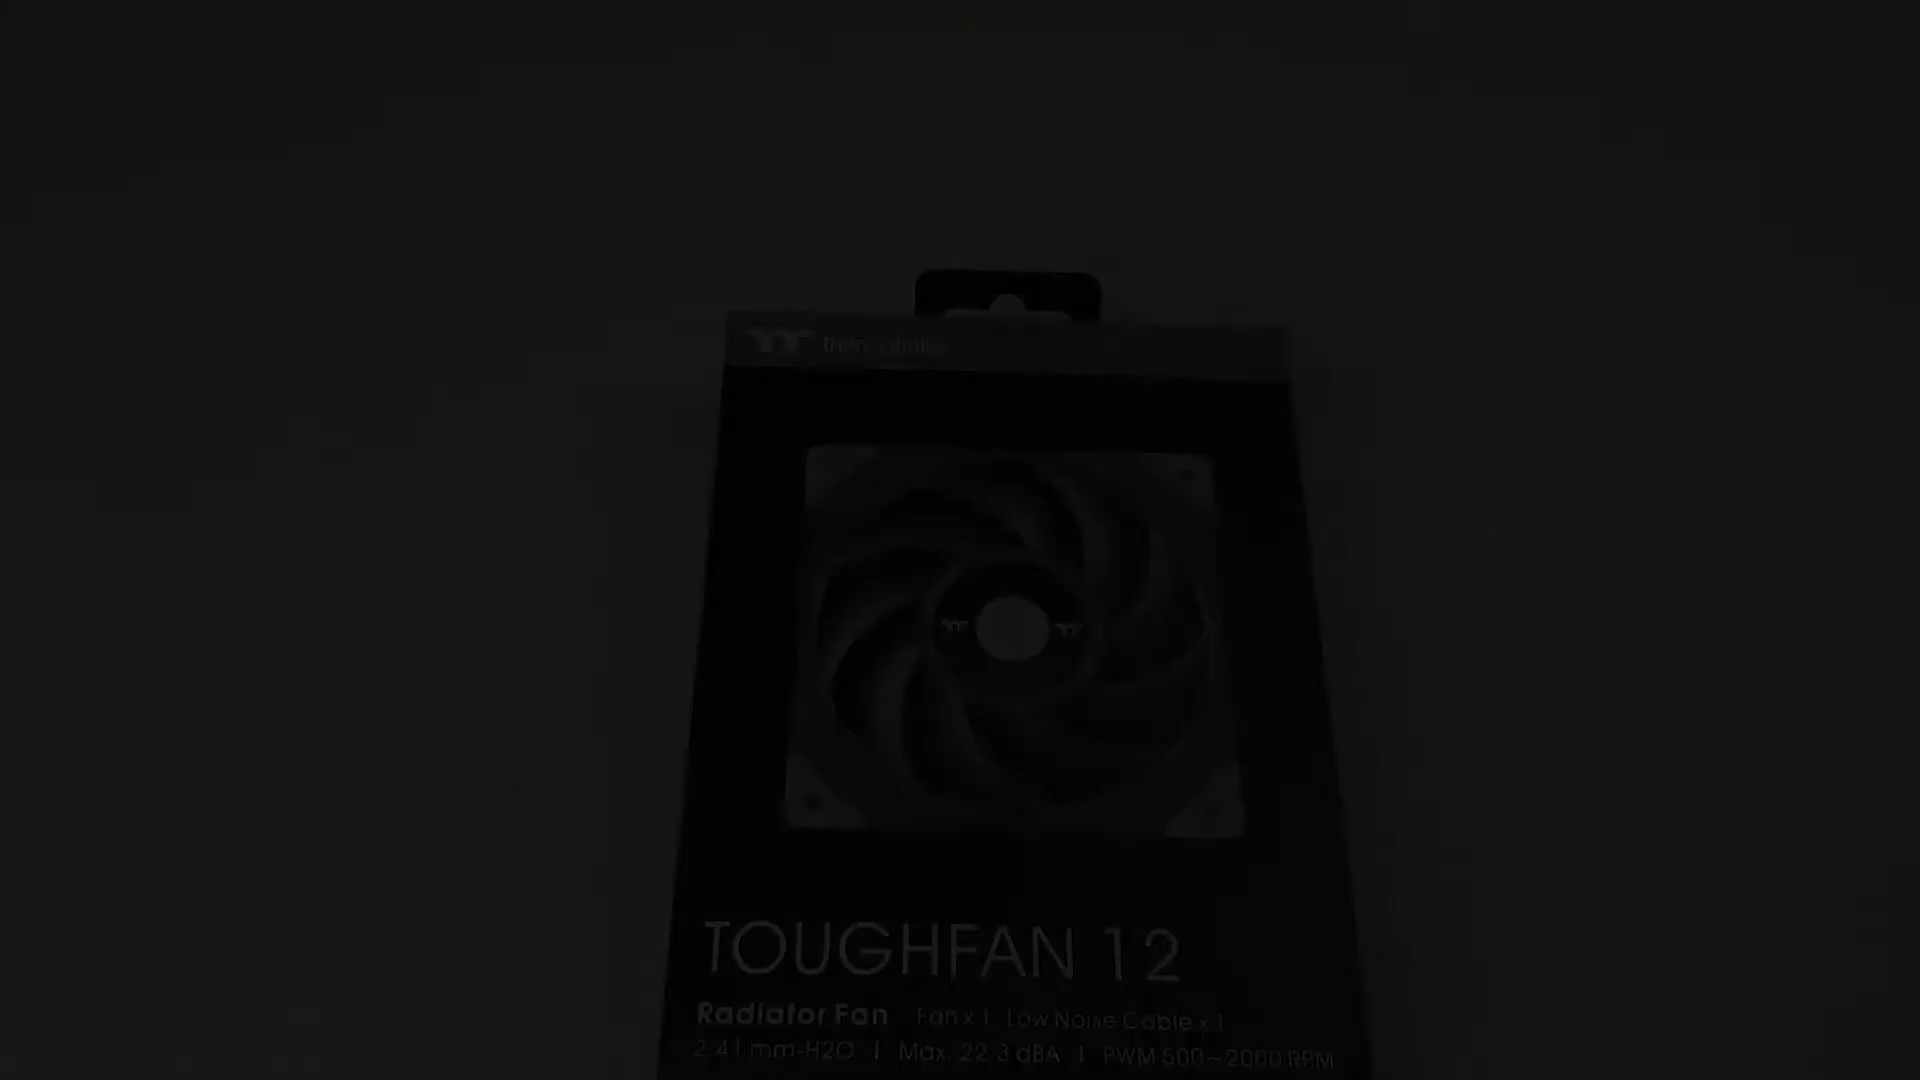 thermaltake
TOUGHFAN 12
Radiator Fan Fan x 1 Low Noise Cable x 1
2.41 mm-H2O | Max. 22.3 dBA | PWM 500~2000 RPM